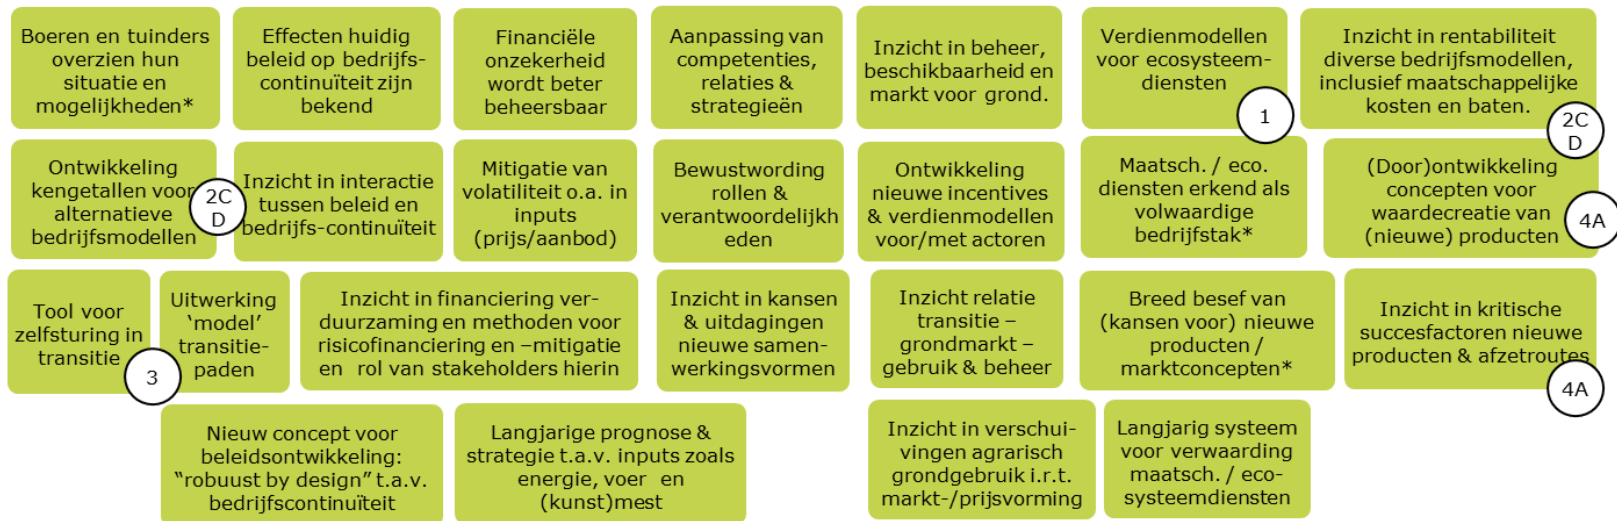 Boeren en tuinders
overzien hun
situatie en
mogelijkheden*
Effecten huidig
beleid op bedrijfs-
continuïteit zijn
bekend
Financiële
onzekerheid
wordt beter
beheersbaar
Aanpassing van
competenties,
relaties &
strategieën
Inzicht in beheer,
beschikbaarheid en
markt voor grond.
Verdienmodellen
voor ecosysteem-
diensten
1
Inzicht in rentabiliteit
diverse bedrijfsmodellen,
inclusief maatschappelijke
kosten en baten.
2C
D
Ontwikkeling
kengetallen voor
alternatieve
bedrijfsmodellen
2C
D
Inzicht in interactie
tussen beleid en
bedrijfs-continuïteit
Mitigatie van
volatiliteit o.a. in
inputs
(prijs/aanbod)
Bewustwording
rollen &
verantwoordelijkh
eden
Ontwikkeling
nieuwe incentives
& verdienmodellen
voor/met actoren
Maatsch. / eco.
diensten erkend als
volwaardige
bedrijfstak*
(Door)ontwikkeling
concepten voor
waardecreatie van
(nieuwe) producten
4A
Tool voor
zelfsturing in
transitie
3
Uitwerking
‘model’
transitie-
paden
Inzicht in financiering ver-
duurzaming en methoden voor
risicofinanciering en –mitigatie
en rol van stakeholders hierin
Inzicht in kansen
& uitdagingen
nieuwe samen-
werkingsvormen
Inzicht relatie
transitie –
grondmarkt –
gebruik & beheer
Breed besef van
(kansen voor) nieuwe
producten /
marktconcepten*
Inzicht in kritische
succesfactoren nieuwe
producten & afzetroutes
4A
Nieuw concept voor
beleidsontwikkeling:
“robuust by design” t.a.v.
bedrijfscontinuïteit
Langjarige prognose &
strategie t.a.v. inputs zoals
energie, voer en
(kunst)mest
Inzicht in verschui-
vingen agrarisch
grondgebruik i.r.t.
markt-/prijsvorming
Langjarig systeem
voor verwaarding
maatsch. / eco-
systeemdiensten